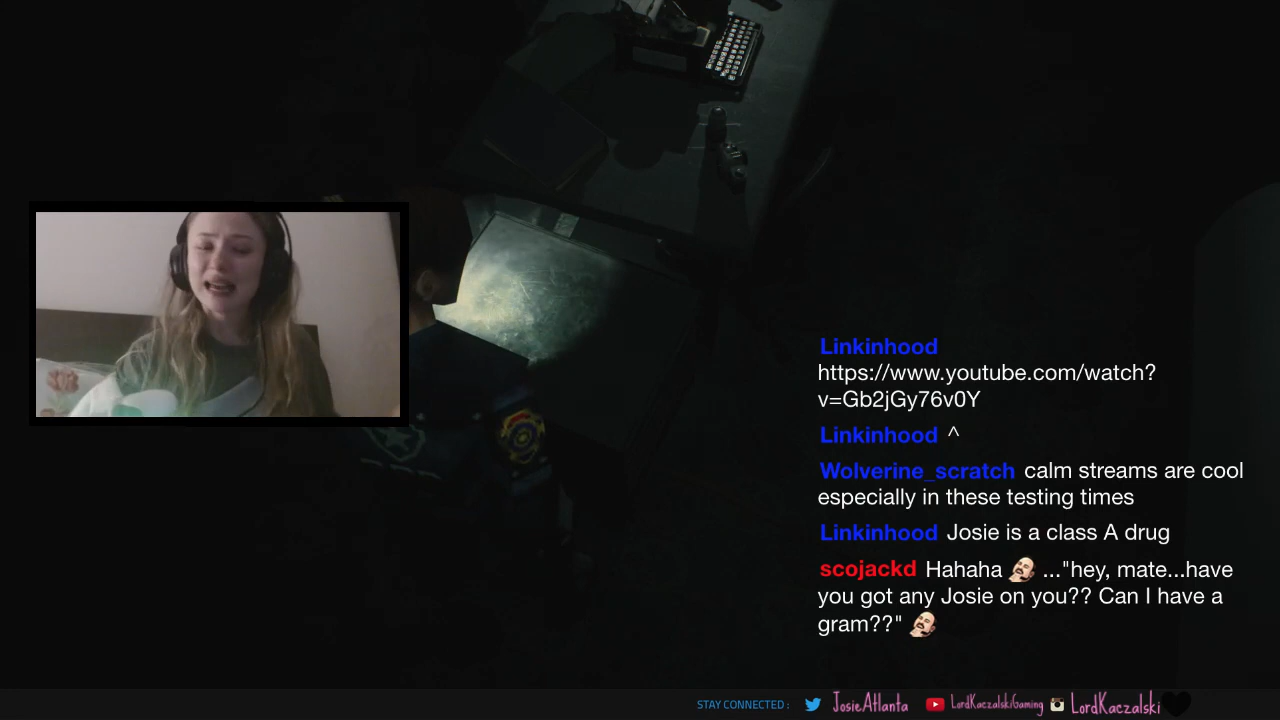 Linkinhood
https://www.youtube.com/watch?
v=Gb2jGy76v0Y
Linkinhood ^
Wolverine_scratch calm streams are cool
especially in these testing times
Linkinhood Josie is a class A drug
scojackd Hahaha ..."hey, mate...have
you got any Josie on you?? Can I have a
gram??"
STAY CONNECTED : JosieAtlanta LordKaczalskiGaming LordKaczalski